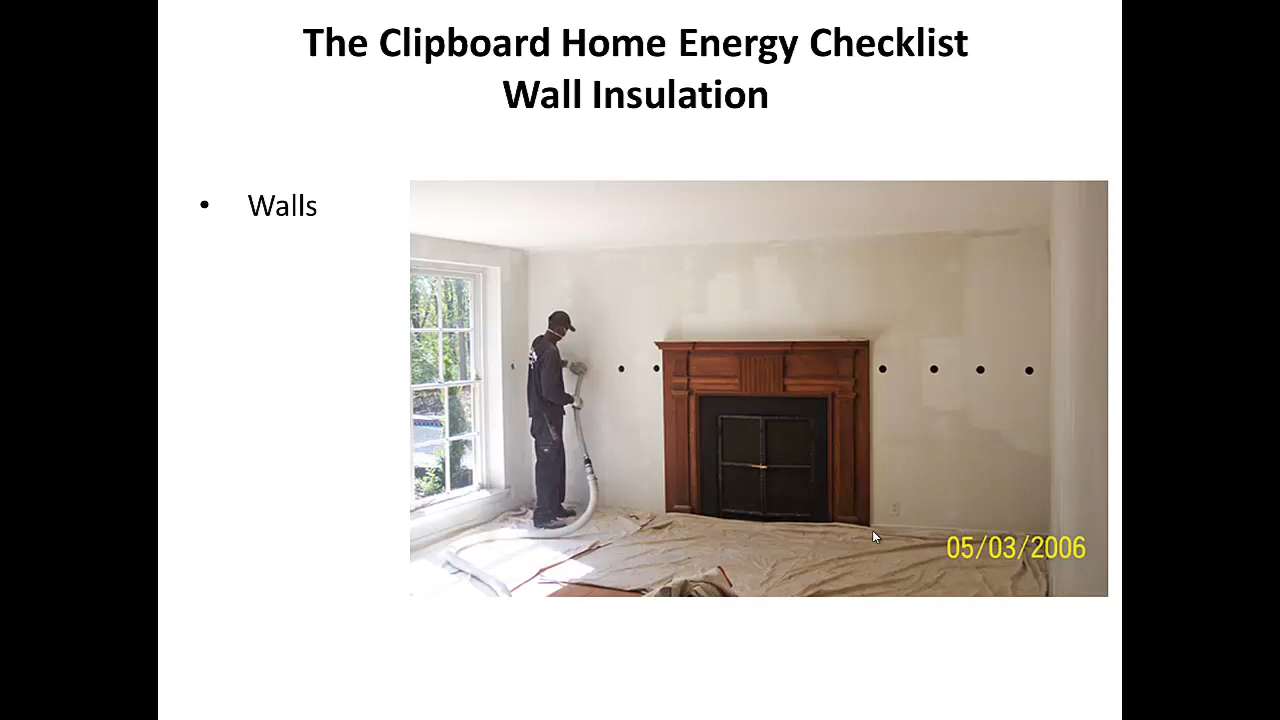 The Clipboard Home Energy Checklist
Wall Insulation
• Walls
05/03/2006